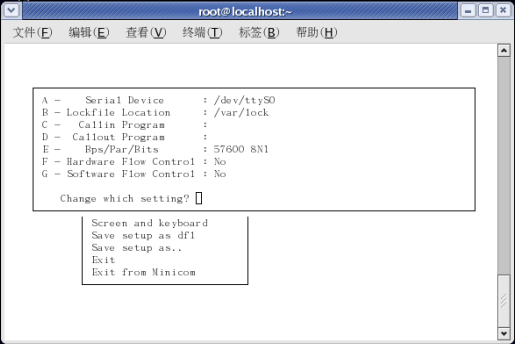 root@localhost:~
文件(F) 编辑(E) 查看(V) 终端(T) 标签(B) 帮助(H)
A - Serial Device : /dev/ttyS0
B - Lockfile Location : /var/lock
C - Callin Program :
D - Callout Program :
E - Bps/Par/Bits : 57600 8N1
F - Hardware Flow Control : No
G - Software Flow Control : No
Change which setting?
Screen and keyboard
Save setup as dfl
Save setup as..
Exit
Exit from Minicom